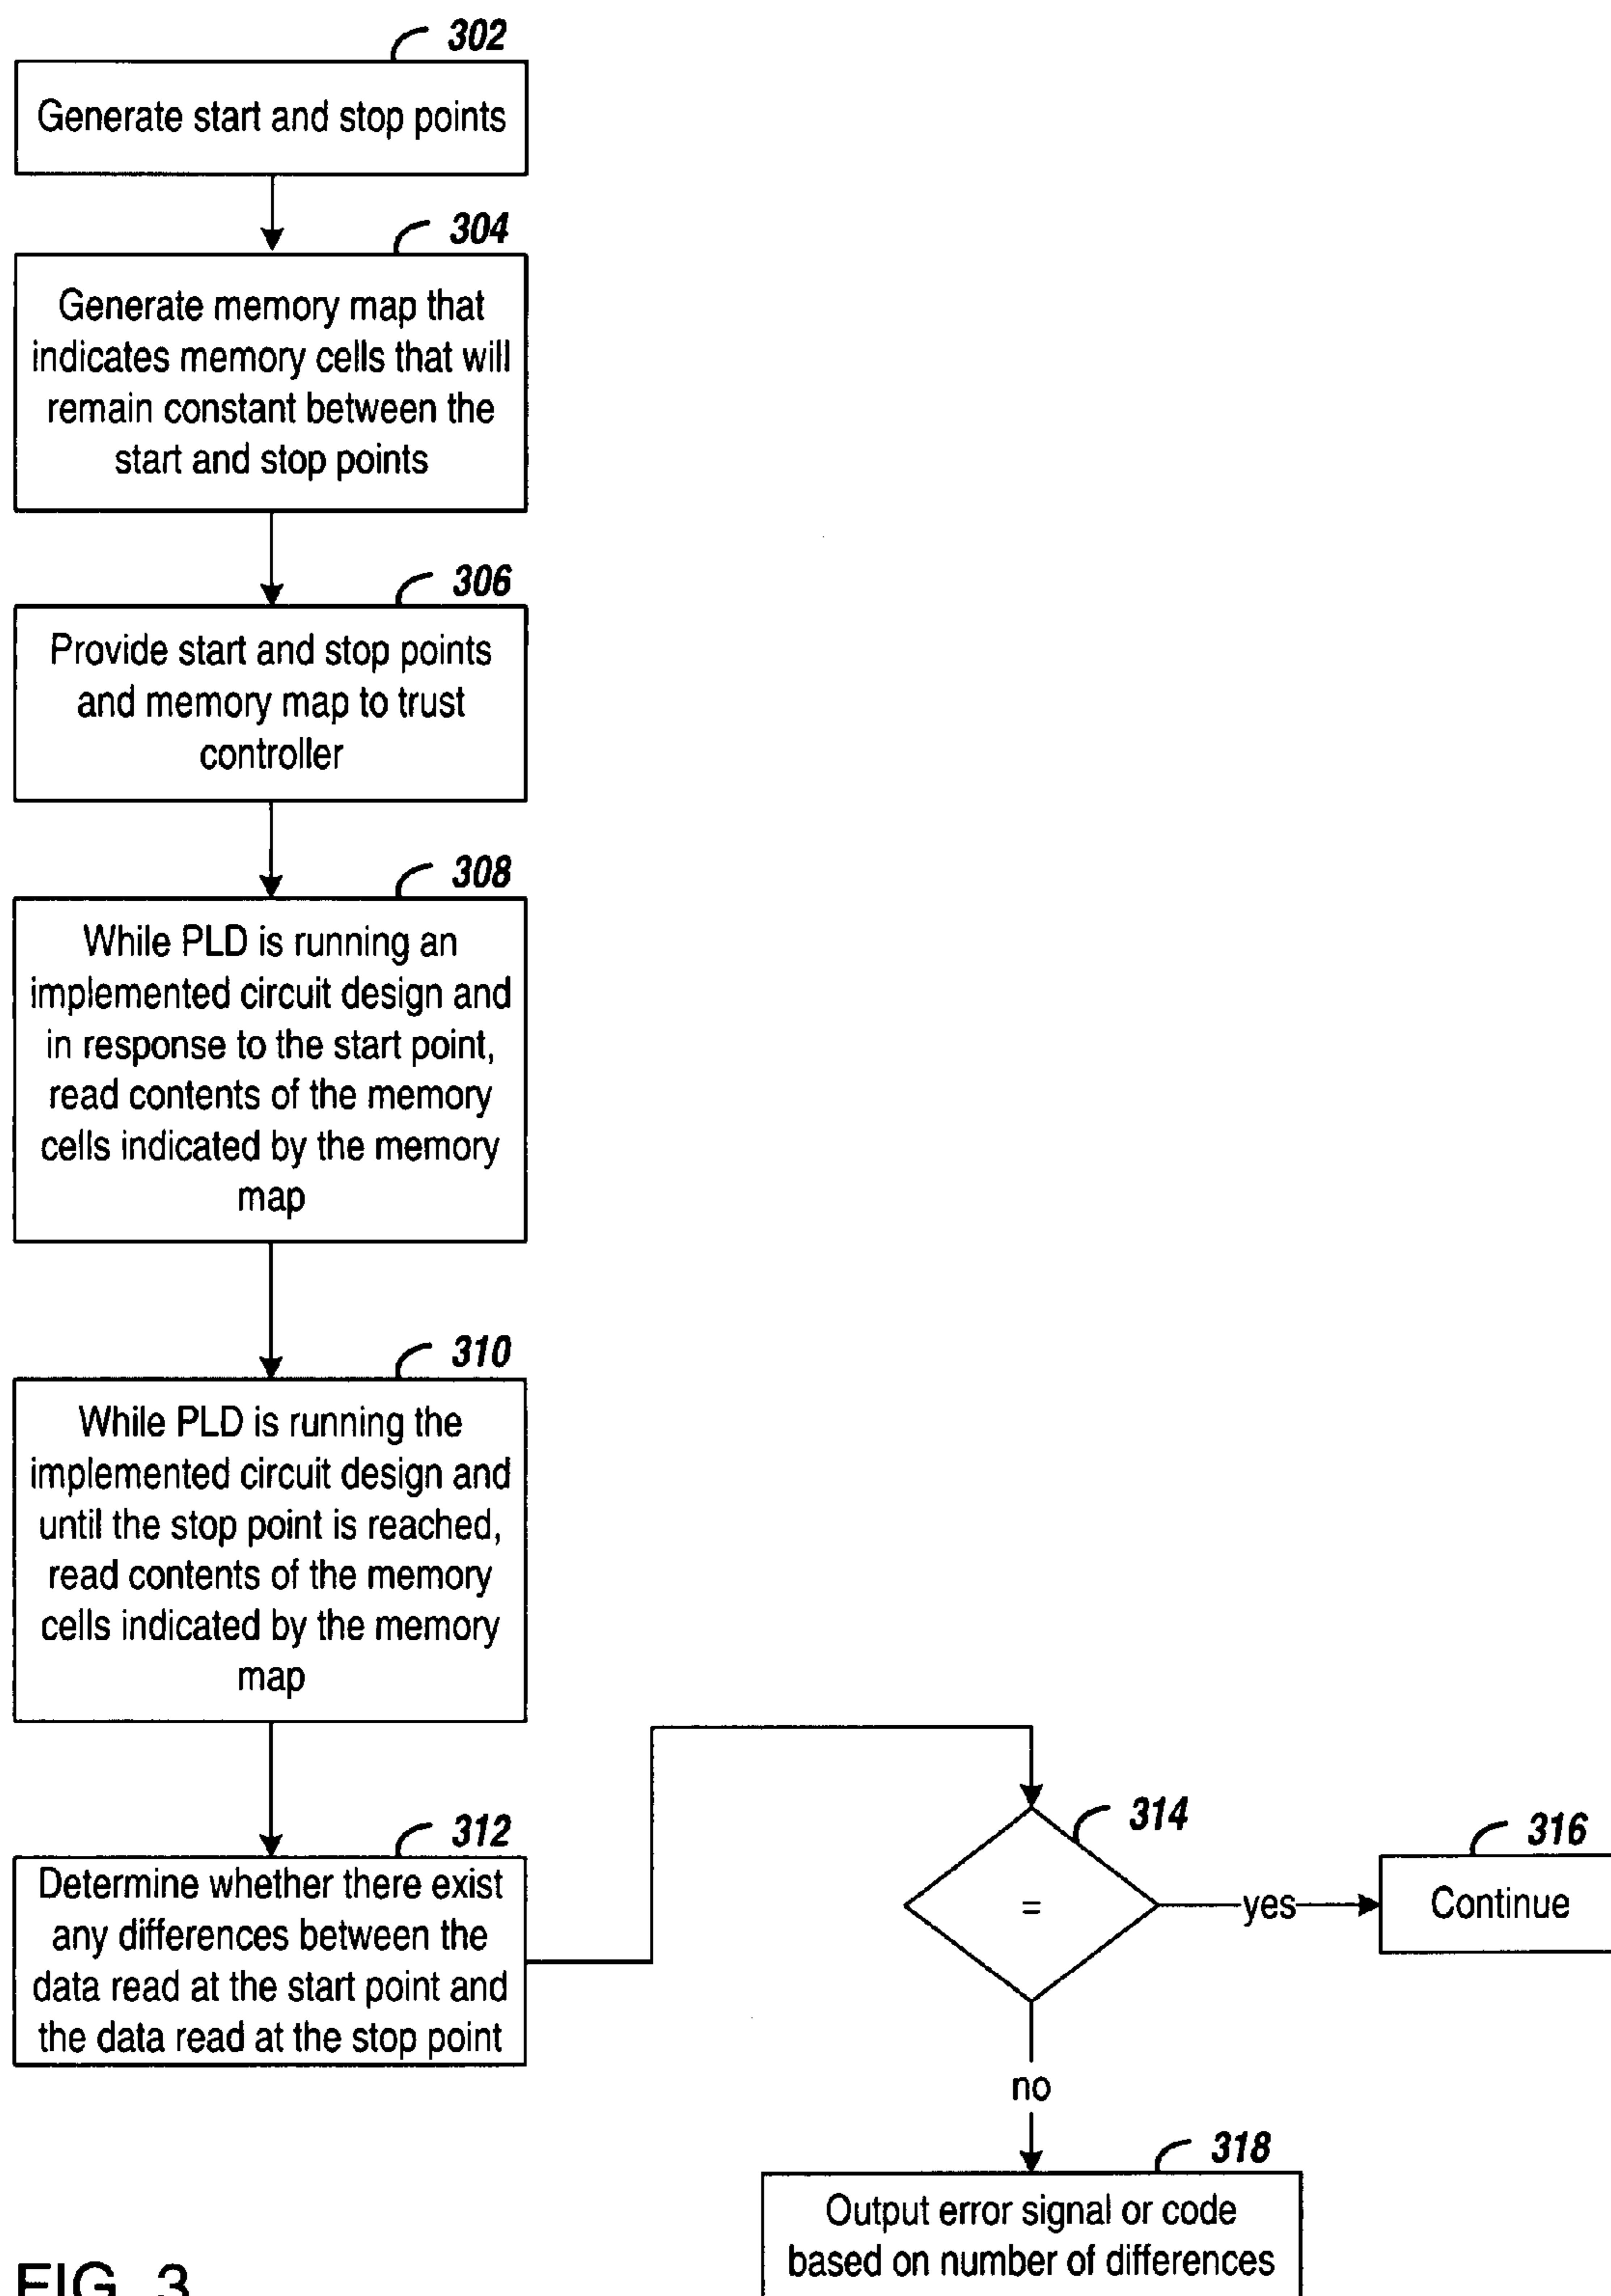 302
Generate start and stop points
304
Generate memory map that
indicates memory cells that will
remain constant between the
start and stop points
306
Provide start and stop points
and memory map to trust
controller
308
While PLD is running an
implemented circuit design and
in response to the start point,
read contents of the memory
cells indicated by the memory
map
310
While PLD is running the
implemented circuit design and
until the stop point is reached,
read contents of the memory
cells indicated by the memory
map
312
Determine whether there exist
any differences between the
data read at the start point and
the data read at the stop point
314
=
yes
316
Continue
no
318
Output error signal or code
based on number of differences
FIG. 3